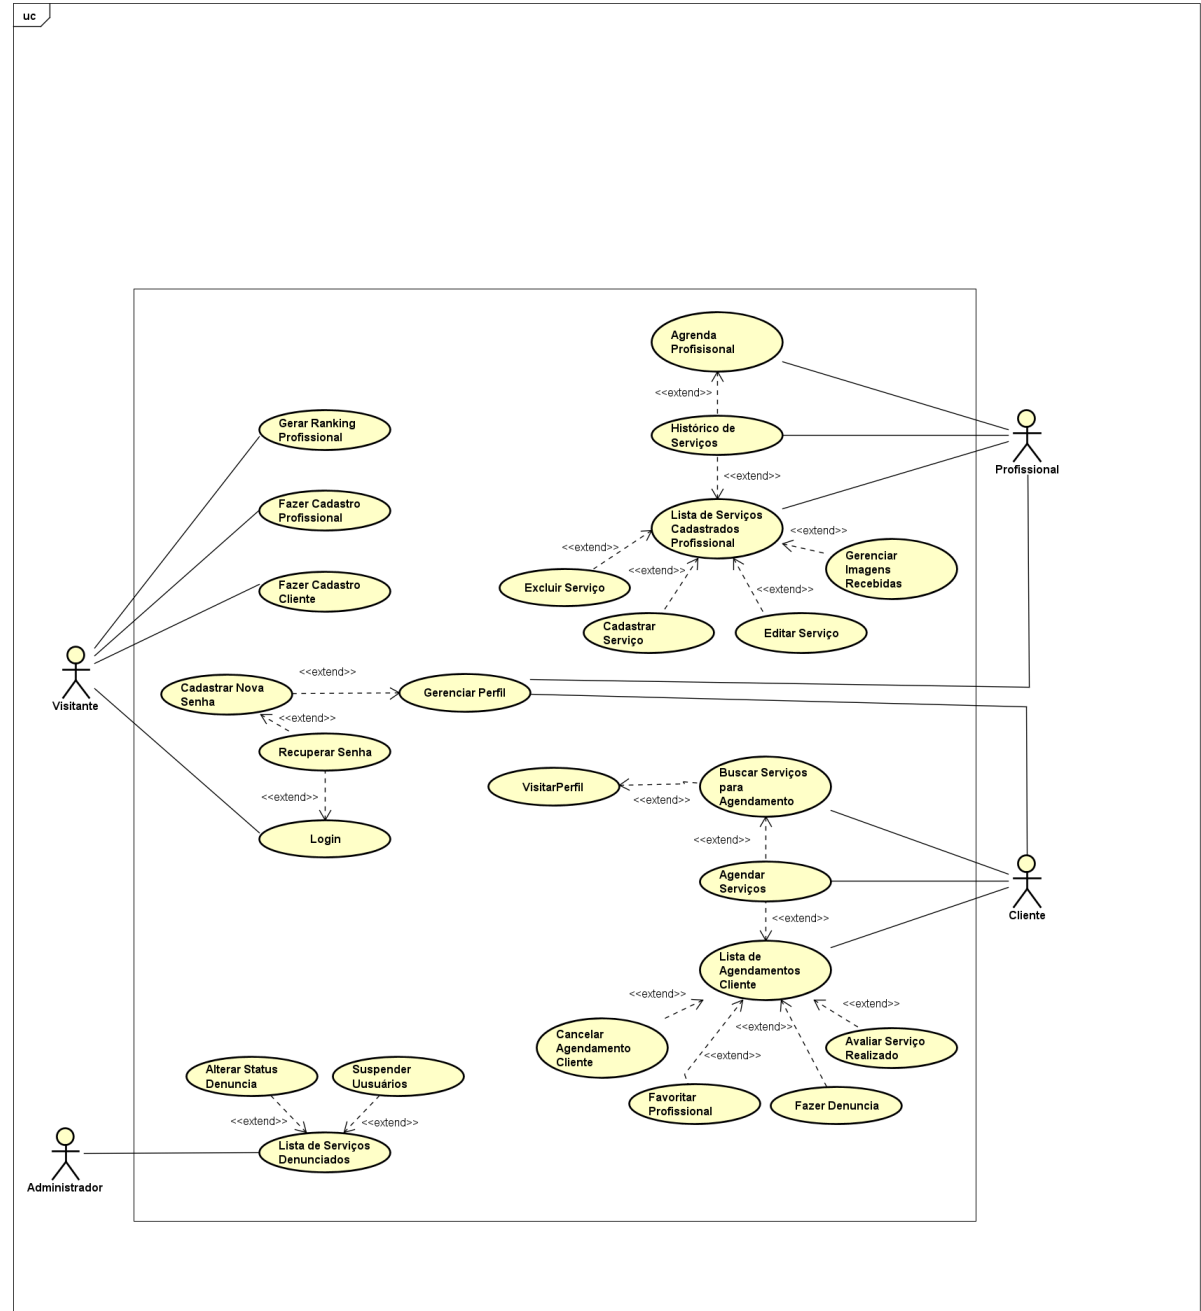 uc
Agrenda
Profisisonal
<<extend>>
Gerar Ranking
Profissional
Histórico de
Serviços
Profissional
<<extend>>
Fazer Cadastro
Profissional
Lista de Serviços
Cadastrados
Profissional
<<extend>>
<<extend>>
Gerenciar
Imagens
Recebidas
<<extend>>
Fazer Cadastro
Cliente
Excluir Serviço
Cadastrar
Serviço
Editar Serviço
Visitante
<<extend>>
Cadastrar Nova
Senha
Gerenciar Perfil
<<extend>>
Recuperar Senha
<<extend>>
VisitarPerfil
<<extend>>
Buscar Serviços
para
Agendamento
Login
<<extend>>
Agendar
Serviços
Cliente
<<extend>>
Lista de
Agendamentos
Cliente
<<extend>>
<<extend>>
<<extend>>
<<extend>>
Cancelar
Agendamento
Cliente
Avaliar Serviço
Realizado
Favoritar
Profissional
Fazer Denuncia
Alterar Status
Denuncia
Suspender
Uusuários
<<extend>>
<<extend>>
Lista de Serviços
Denunciados
Administrador